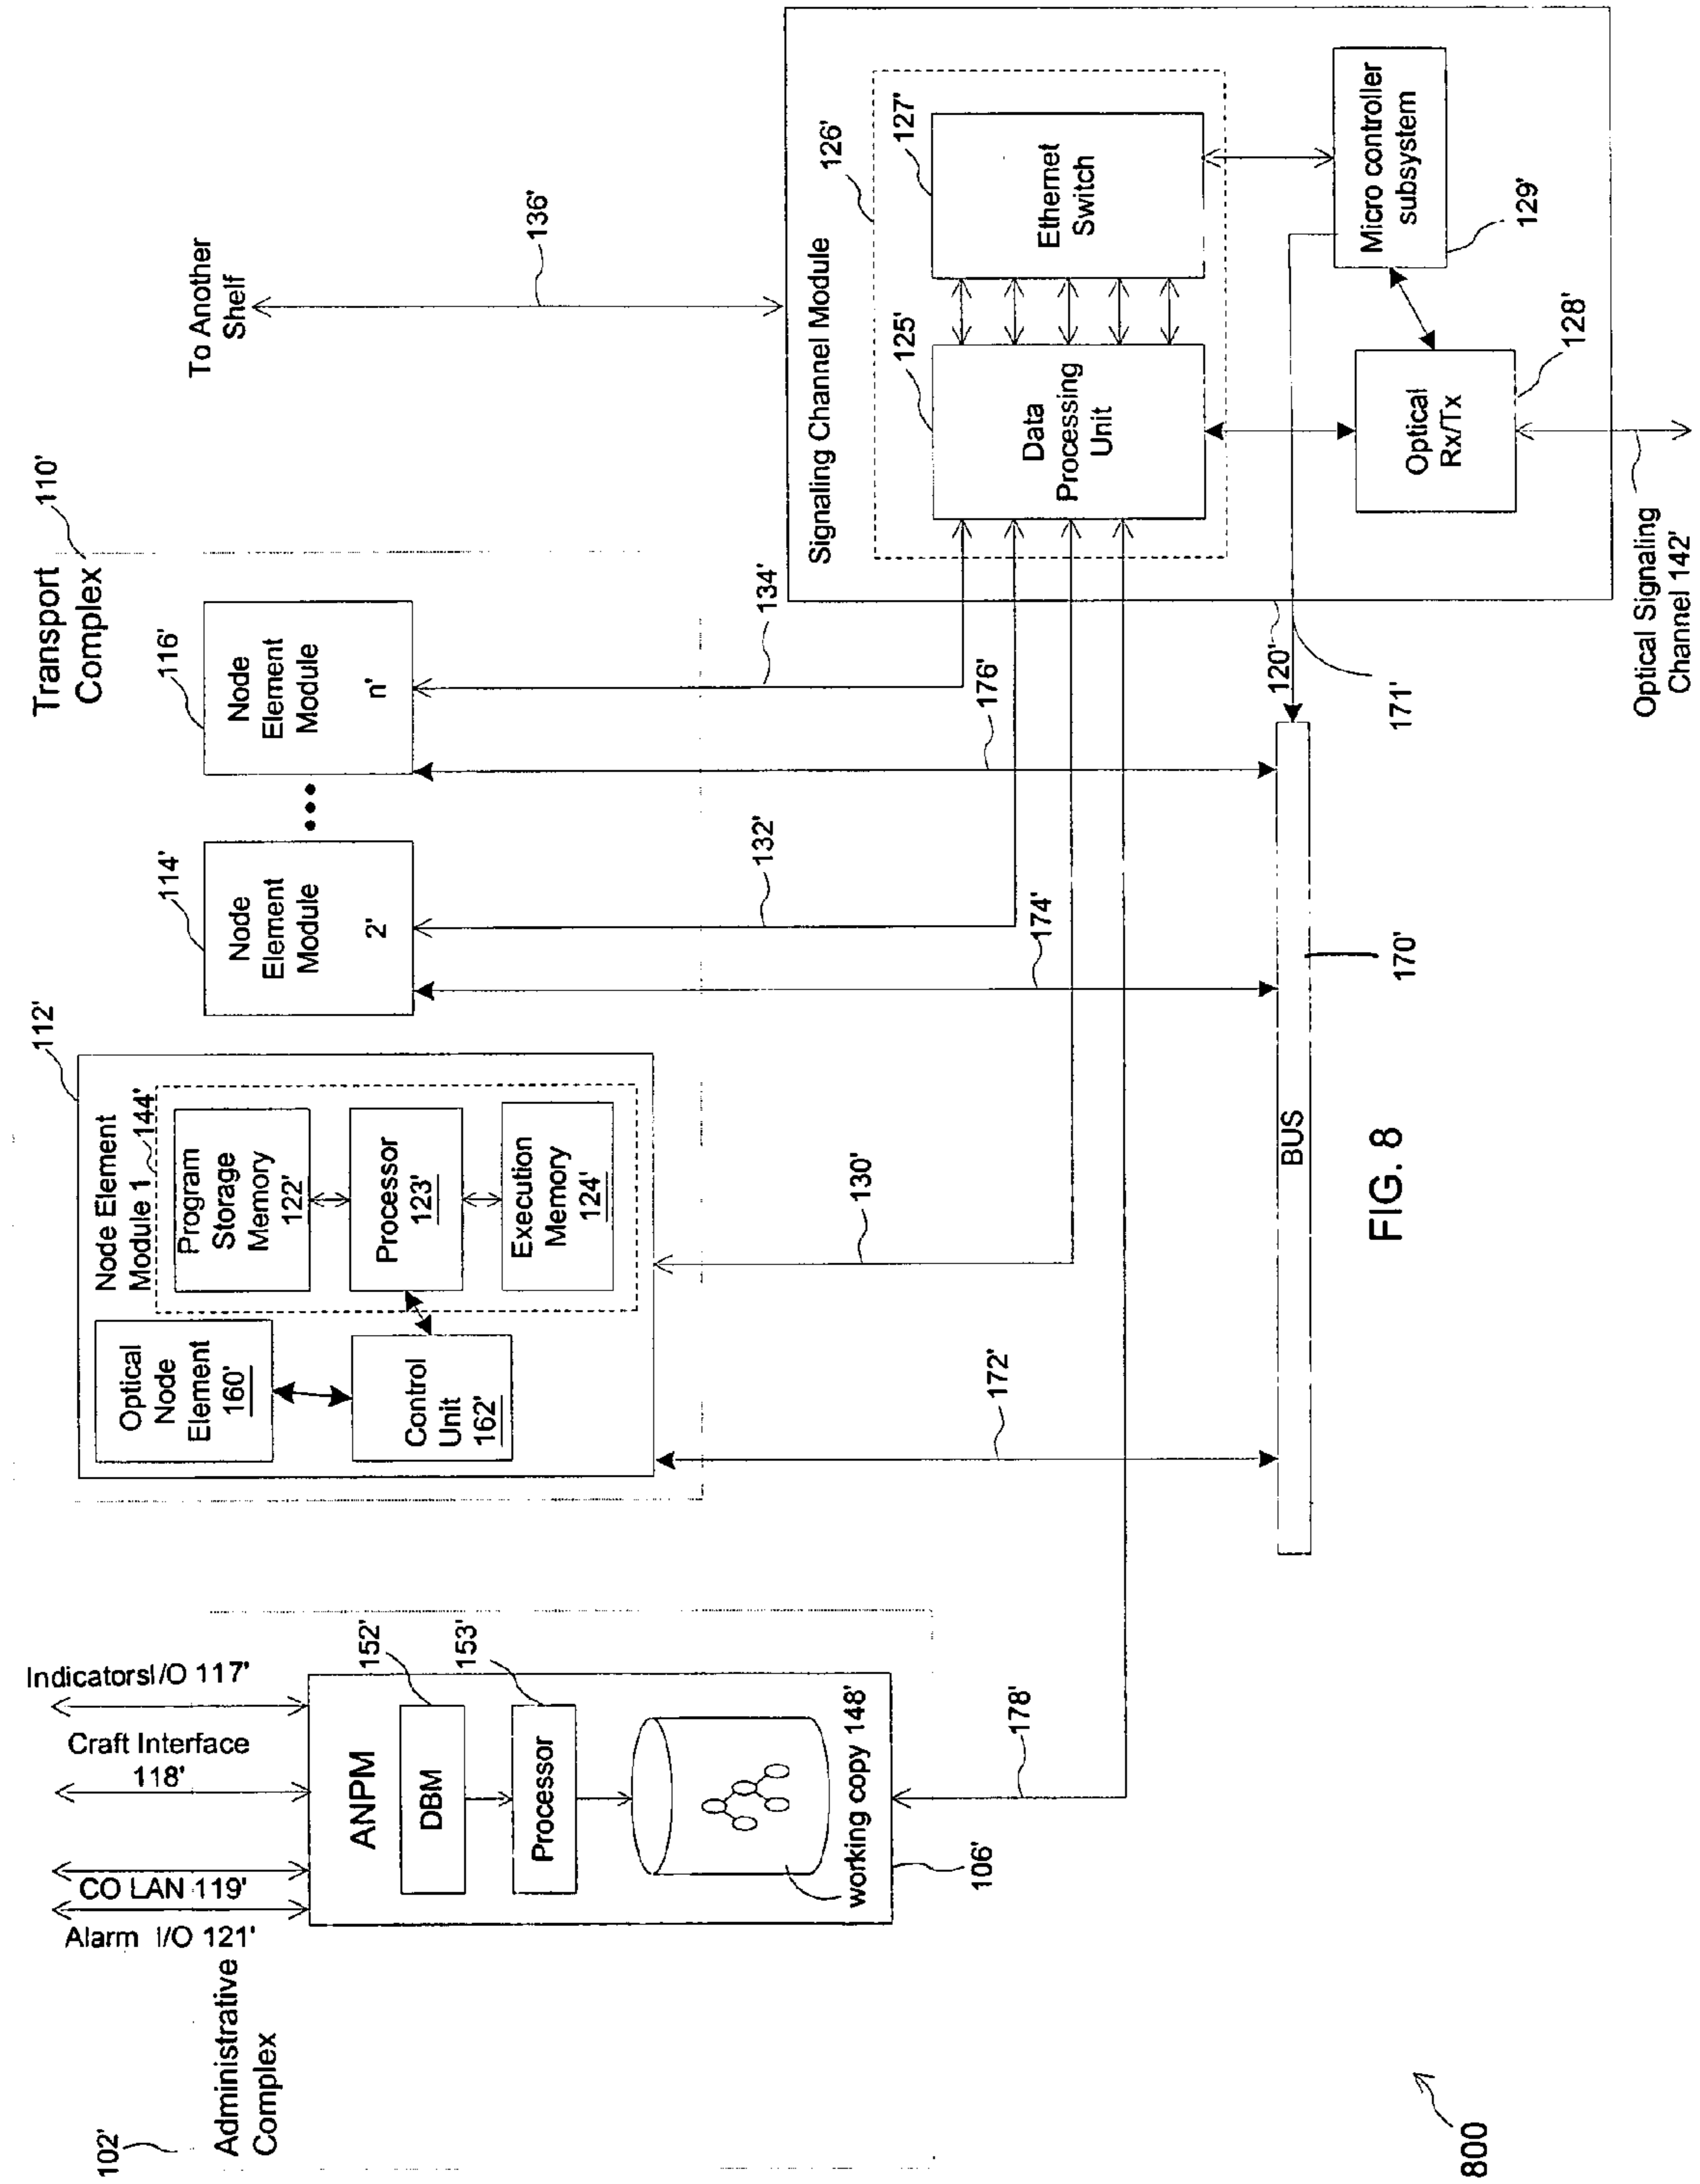 102'
Administrative
Complex
Indicators I/O 117'
Craft Interface
118'
CO LAN 119'
Alarm I/O 121'
ANPM
152'
DBM
153'
Processor
working copy 148'
106'
178'
Transport
Complex
110'
112'
Node Element
Module 1
144'
Optical
Node
Element
160'
Control
Unit
162'
Program
Storage
Memory
122'
Processor
123'
Execution
Memory
124'
114'
Node
Element
Module
2'
116'
Node
Element
Module
n'
172'
130'
174'
132'
176'
134'
To Another
Shelf
136'
Signaling Channel Module
126'
125'
Data
Processing
Unit
127'
Ethernet
Switch
Optical
Rx/Tx
128'
Micro controller
subsystem
129'
120'
171'
BUS
170'
Optical Signaling
Channel 142'
FIG. 8
800